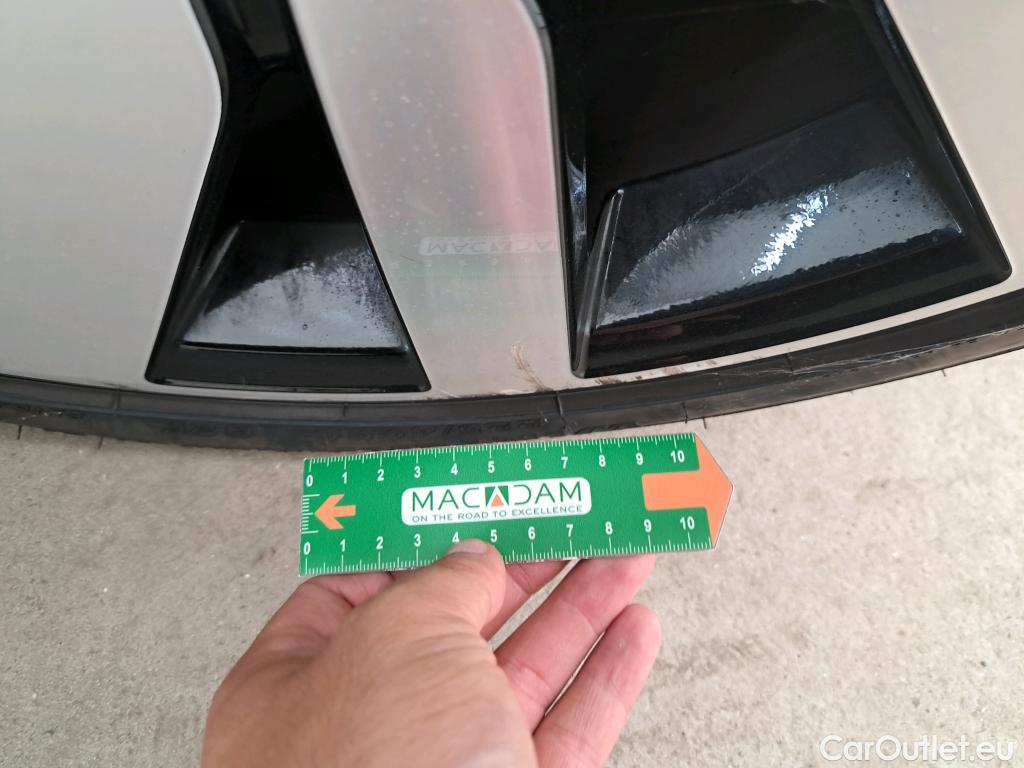 MACADAM
0 1 2 3 4 5 6 7 8 9 10
MACADAM
ON THE ROAD TO EXCELLENCE
0 1 2 3 4 5 6 7 8 9 10
CarOutlet.eu